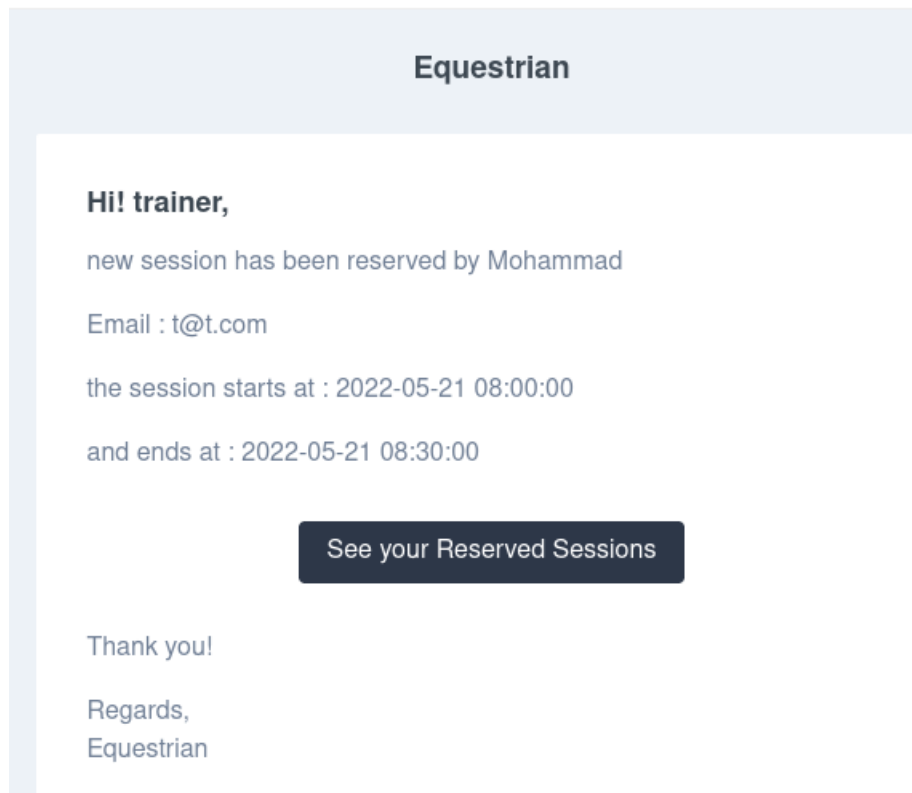 Equestrian
Hi! trainer,
new session has been reserved by Mohammad
Email : t@t.com
the session starts at : 2022-05-21 08:00:00
and ends at : 2022-05-21 08:30:00
See your Reserved Sessions
Thank you!
Regards,
Equestrian